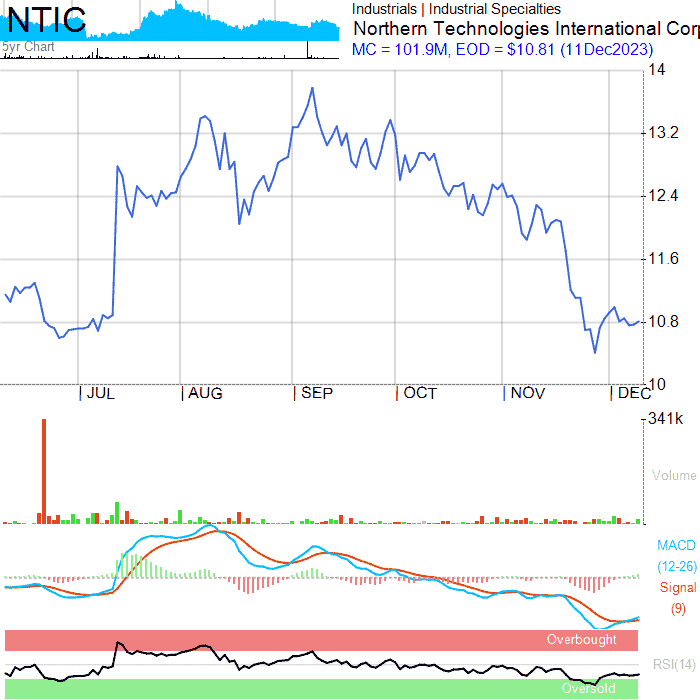 NTIC
5yr Chart
Industrials | Industrial Specialties
Northern Technologies International Corp
MC = 101.9M, EOD = $10.81 (11Dec2023)
14
13.2
12.4
11.6
10.8
10
JUL AUG SEP OCT NOV DEC
341k
Volume
MACD
(12-26)
Signal
(9)
Overbought
RSI(14)
Oversold